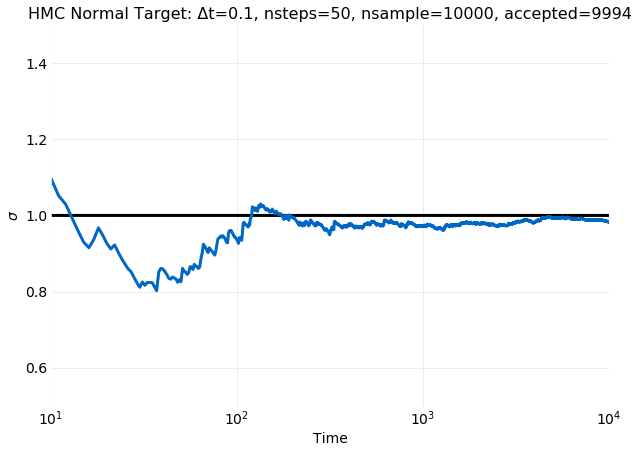 HMC Normal Target: Δt=0.1, nsteps=50, nsample=10000, accepted=9994
1.4
1.2
1.0
0.8
0.6
σ
10¹ 10² 10³ 10⁴
Time